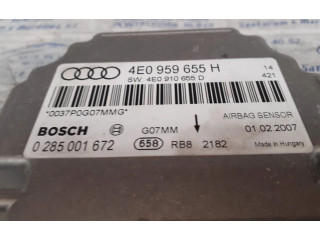 4E0 959 655 H
14
SW: 4E0 910 655 D
421
*0037P0G07MMG*
AIRBAG SENSOR
BOSCH
G07MM
01.02.2007
0 285 001 672
658
RB8
2182
Made in Hungary